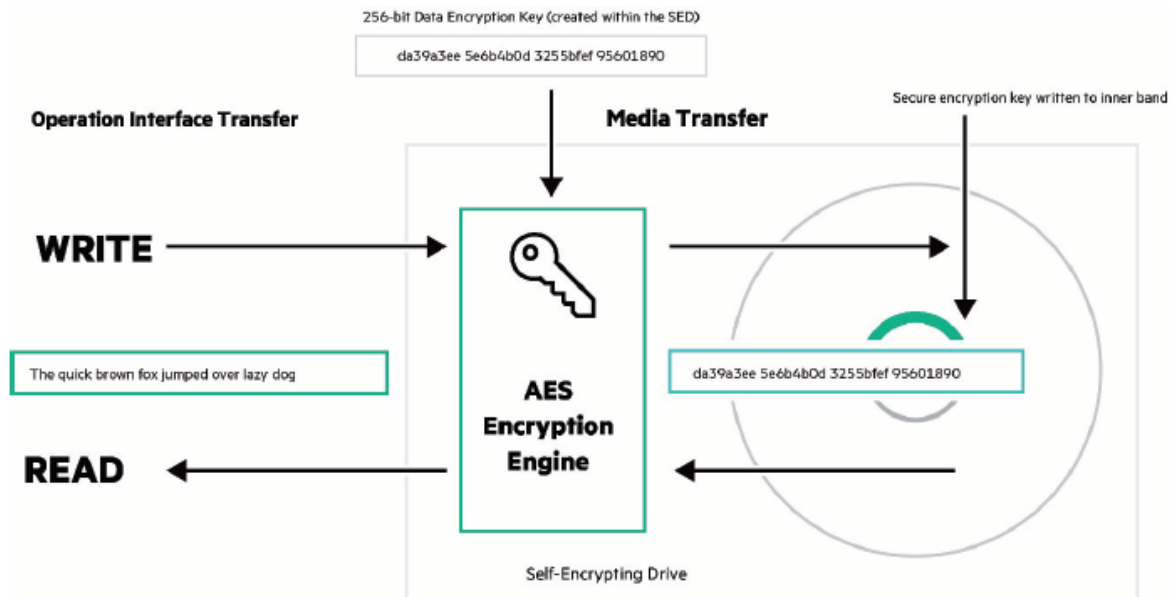 256-bit Data Encryption Key (created within the SED)
da39a3ee 5e6b4b0d 3255bfef 95601890
Secure encryption key written to inner band
Operation Interface Transfer
Media Transfer
WRITE
The quick brown fox jumped over lazy dog
da39a3ee 5e6b4b0d 3255bfef 95601890
AES
Encryption
Engine
READ
Self-Encrypting Drive